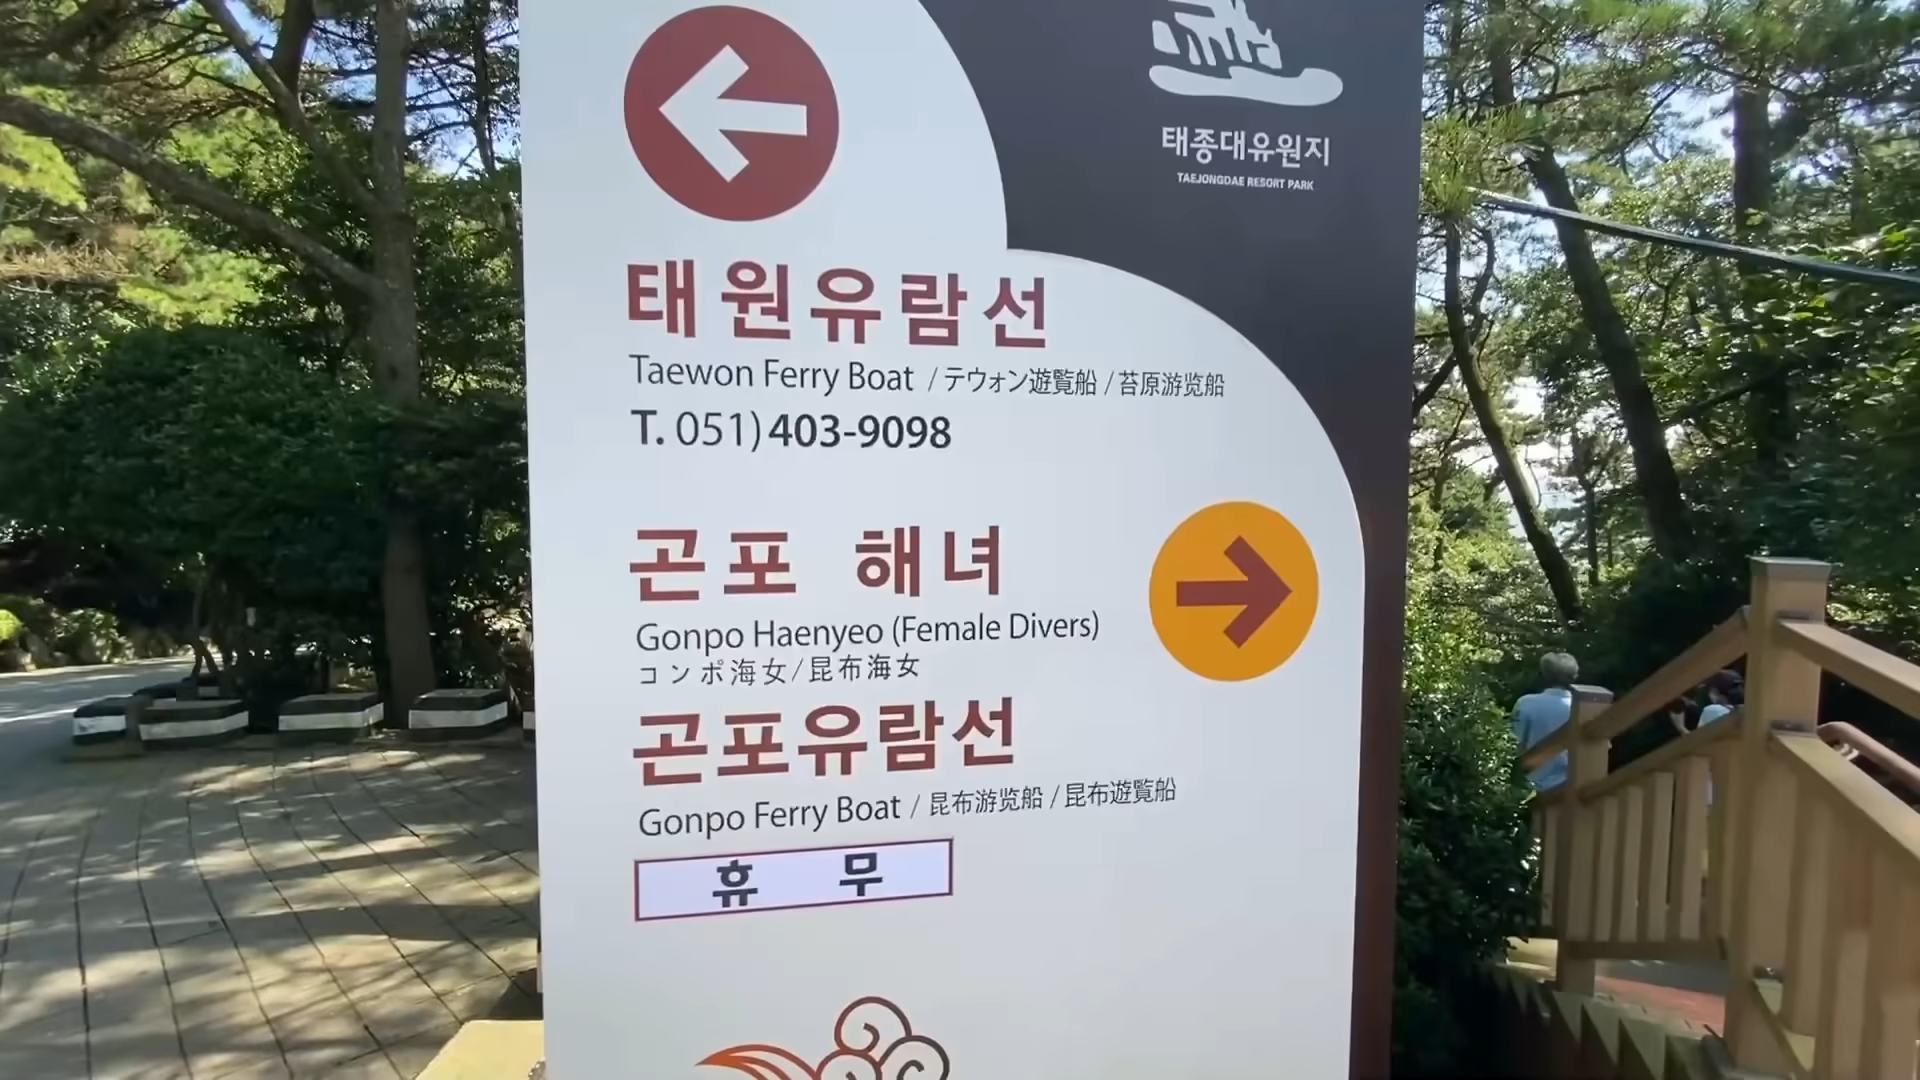 태종대유원지
TAEJONGDAE RESORT PARK
태원유람선
Taewon Ferry Boat / テウォン遊覧船 / 苔原游览船
T. 051) 403-9098
곤포 해녀
Gonpo Haenyeo (Female Divers)
コンポ海女/昆布海女
곤포유람선
Gonpo Ferry Boat / 昆布游览船 / 昆布遊覧船
휴 무